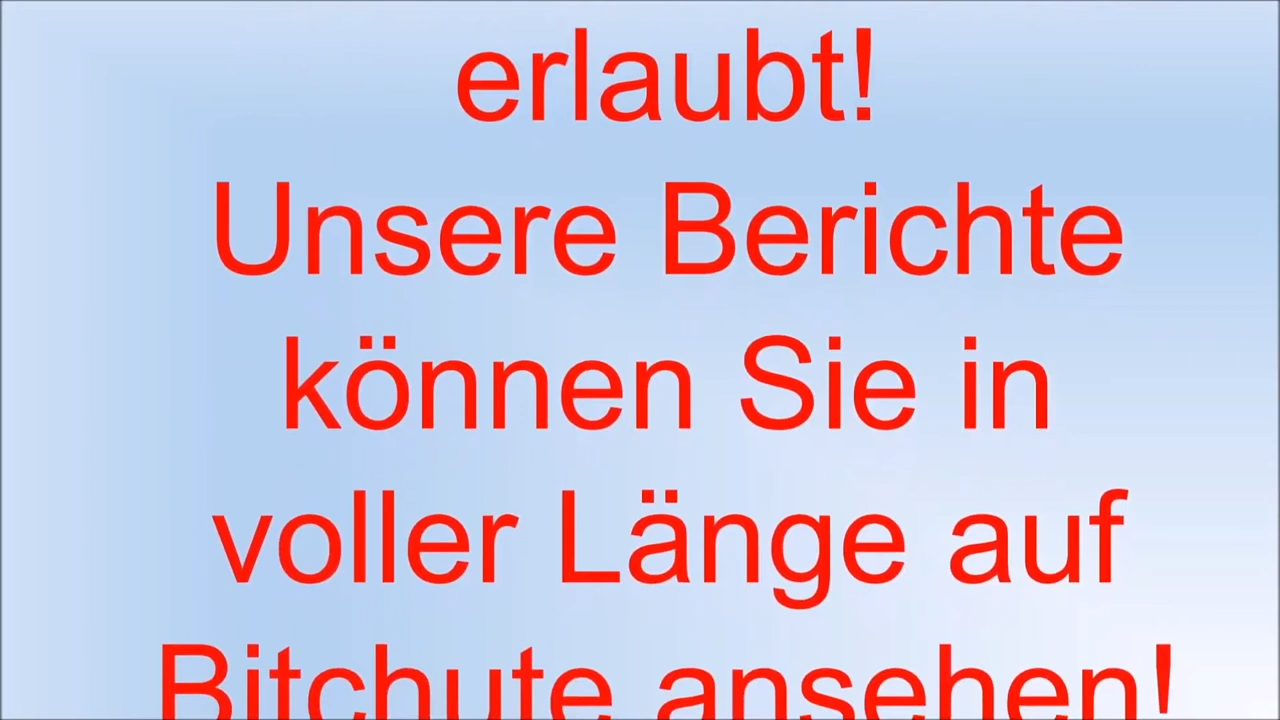 erlaubt!
Unsere Berichte
können Sie in
voller Länge auf
Bitchute ansehen!